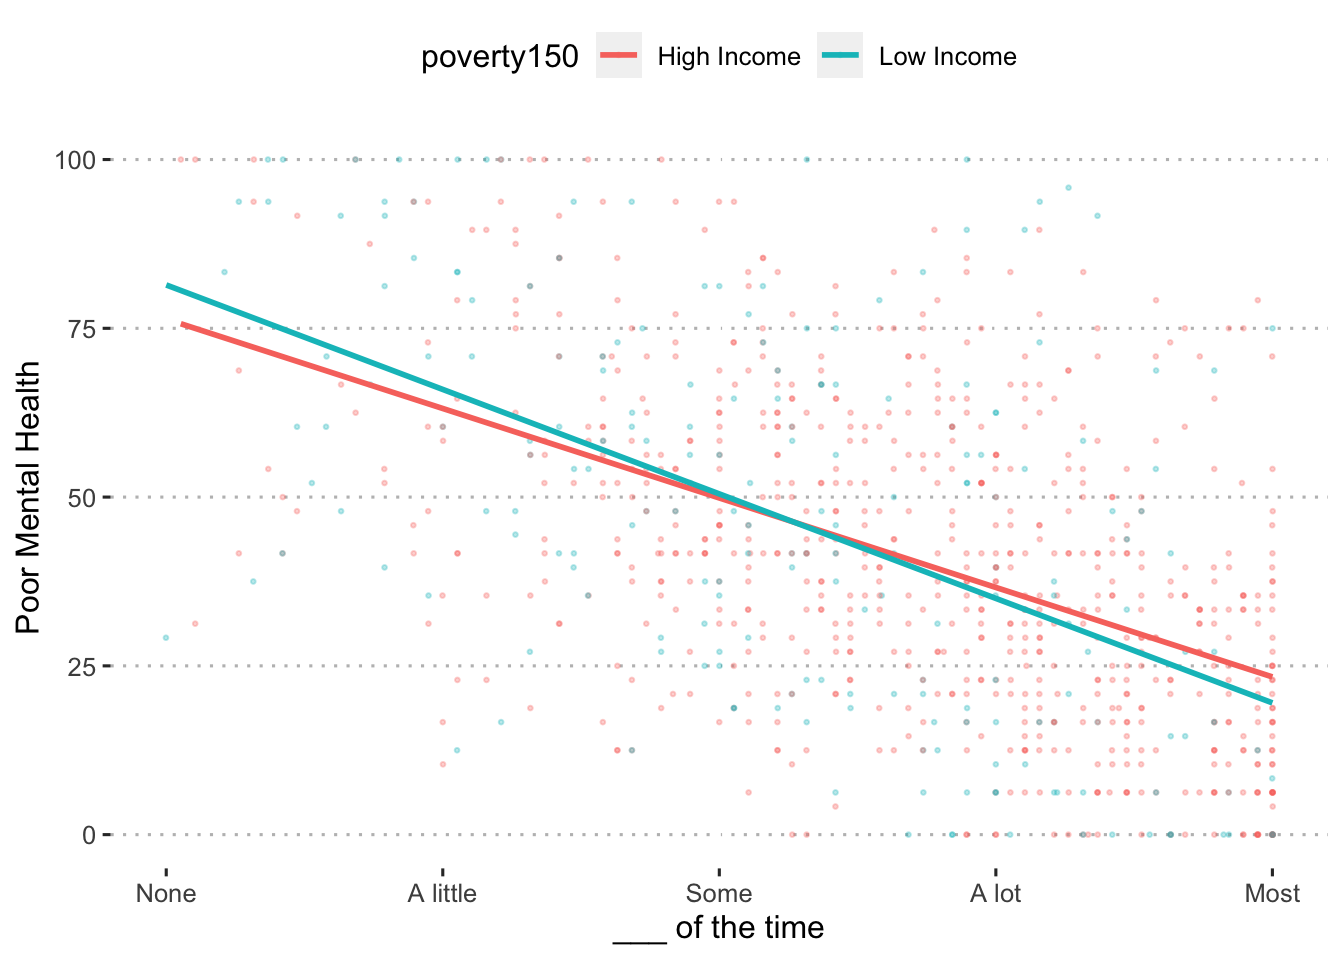 poverty150 High Income Low Income
100
75
50
25
0
Poor Mental Health
None A little Some A lot Most
___ of the time